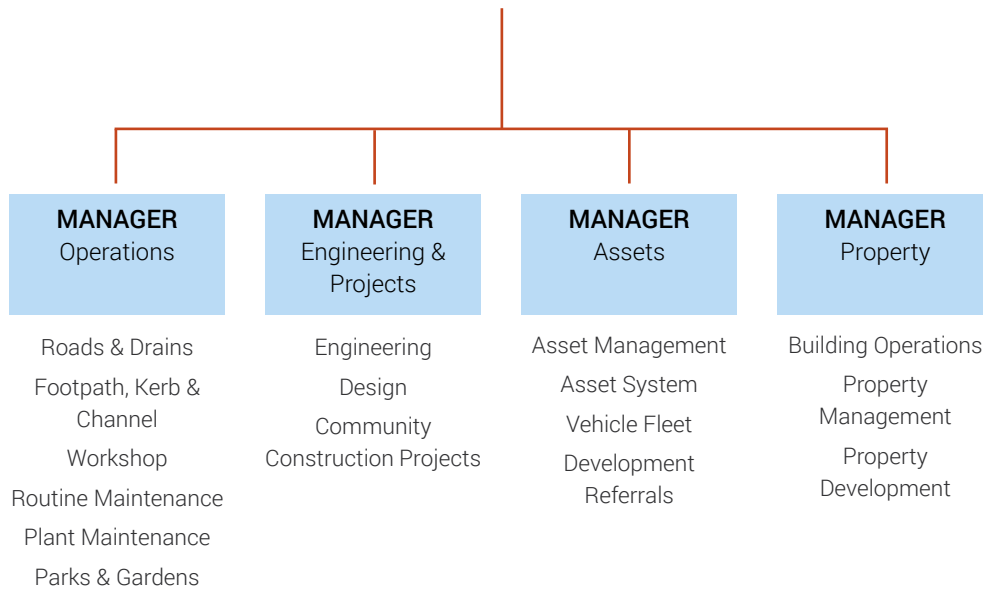 MANAGER
Operations
Roads & Drains
Footpath, Kerb &
Channel
Workshop
Routine Maintenance
Plant Maintenance
Parks & Gardens
MANAGER
Engineering &
Projects
Engineering
Design
Community
Construction Projects
MANAGER
Assets
Asset Management
Asset System
Vehicle Fleet
Development
Referrals
MANAGER
Property
Building Operations
Property
Management
Property
Development